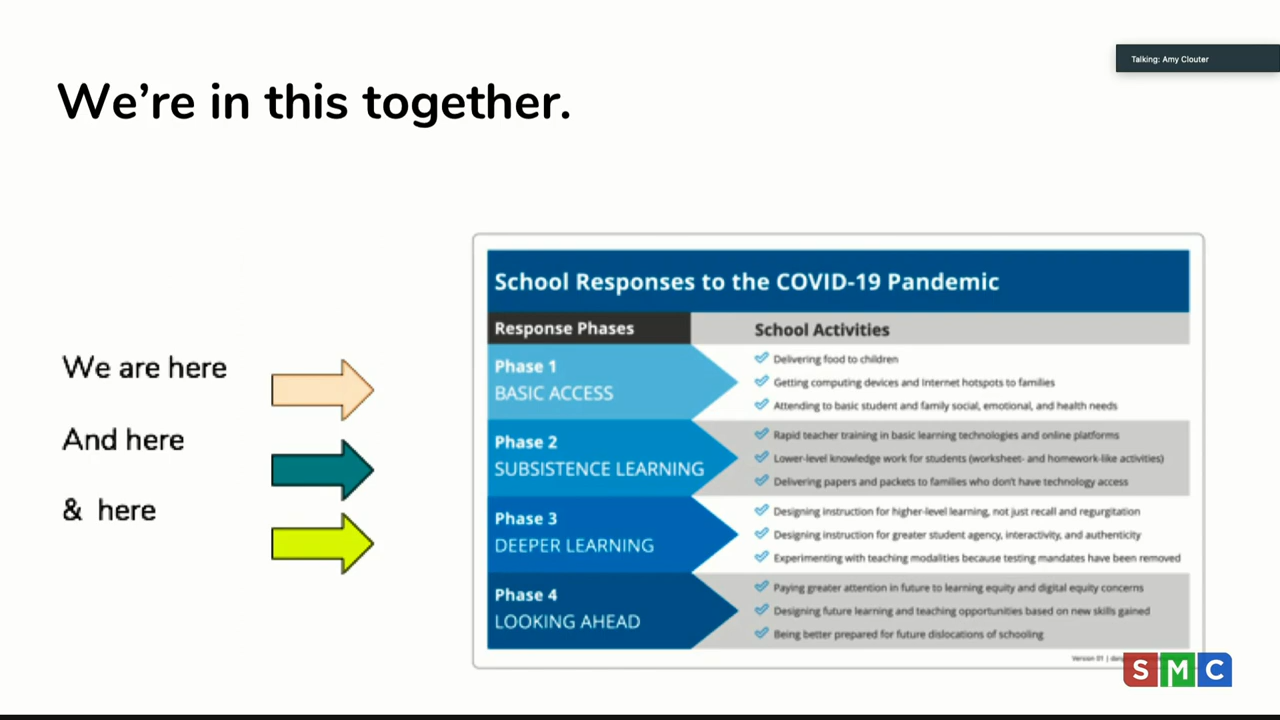 Talking: Amy Clouter
We're in this together.
We are here
And here
& here
School Responses to the COVID-19 Pandemic
Response Phases
School Activities
Phase 1
BASIC ACCESS
Delivering food to children
Getting computing devices and Internet hotspots to families
Attending to basic student and family social, emotional, and health needs
Phase 2
SUBSISTENCE LEARNING
Rapid teacher training in basic learning technologies and online platforms
Lower-level knowledge work for students (worksheet- and homework-like activities)
Delivering papers and packets to families who don't have technology access
Phase 3
DEEPER LEARNING
Designing instruction for higher-level learning, not just recall and regurgitation
Designing instruction for greater student agency, interactivity, and authenticity
Experimenting with teaching modalities because testing mandates have been removed
Phase 4
LOOKING AHEAD
Paying greater attention in future to learning equity and digital equity concerns
Designing future learning and teaching opportunities based on new skills gained
Being better prepared for future dislocations of schooling
Version 01 |
SMC